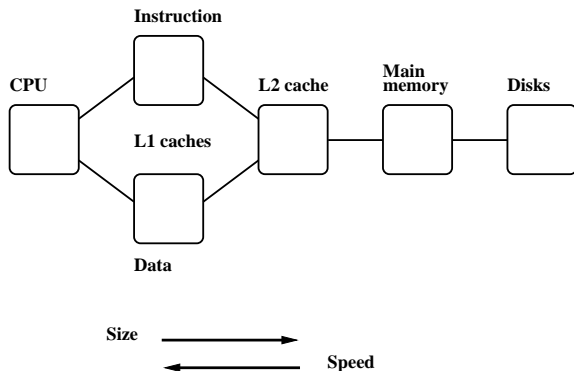 Instruction
CPU
L2 cache
Main
memory
Disks
L1 caches
Data
Size
Speed